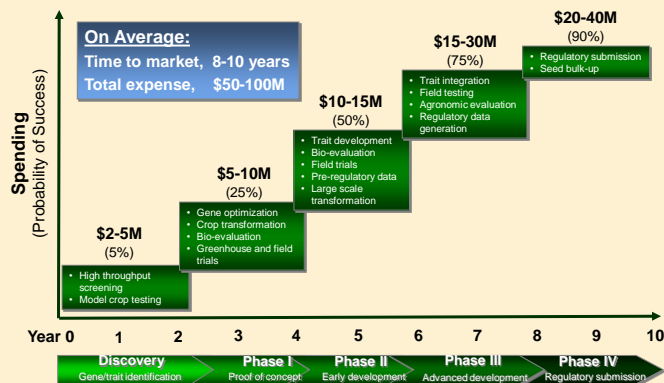 On Average:
Time to market, 8-10 years
Total expense, $50-100M
Spending
(Probability of Success)
$2-5M
(5%)
• High throughput
screening
• Model crop testing
$5-10M
(25%)
• Gene optimization
• Crop transformation
• Bio-evaluation
• Greenhouse and field
trials
$10-15M
(50%)
• Trait development
• Bio-evaluation
• Field trials
• Pre-regulatory data
• Large scale
transformation
$15-30M
(75%)
• Trait integration
• Field testing
• Agronomic evaluation
• Regulatory data
generation
$20-40M
(90%)
• Regulatory submission
• Seed bulk-up
Year 0 1 2 3 4 5 6 7 8 9 10
Discovery
Gene/trait identification
Phase I
Proof of concept
Phase II
Early development
Phase III
Advanced development
Phase IV
Regulatory submission